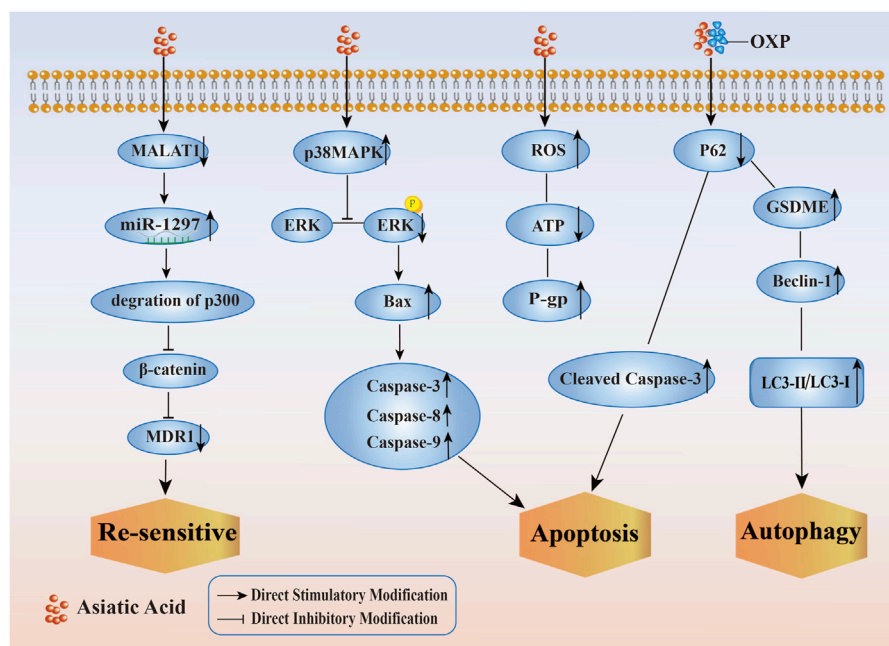 OXP
MALAT1
miR-1297
degration of p300
β-catenin
MDR1
Re-sensitive
p38MAPK
P
ERK
ERK
Bax
Caspase-3
Caspase-8
Caspase-9
ROS
ATP
P-gp
P62
GSDME
Beclin-1
Cleaved Caspase-3
LC3-II/LC3-I
Apoptosis
Autophagy
Asiatic Acid
Direct Stimulatory Modification
Direct Inhibitory Modification